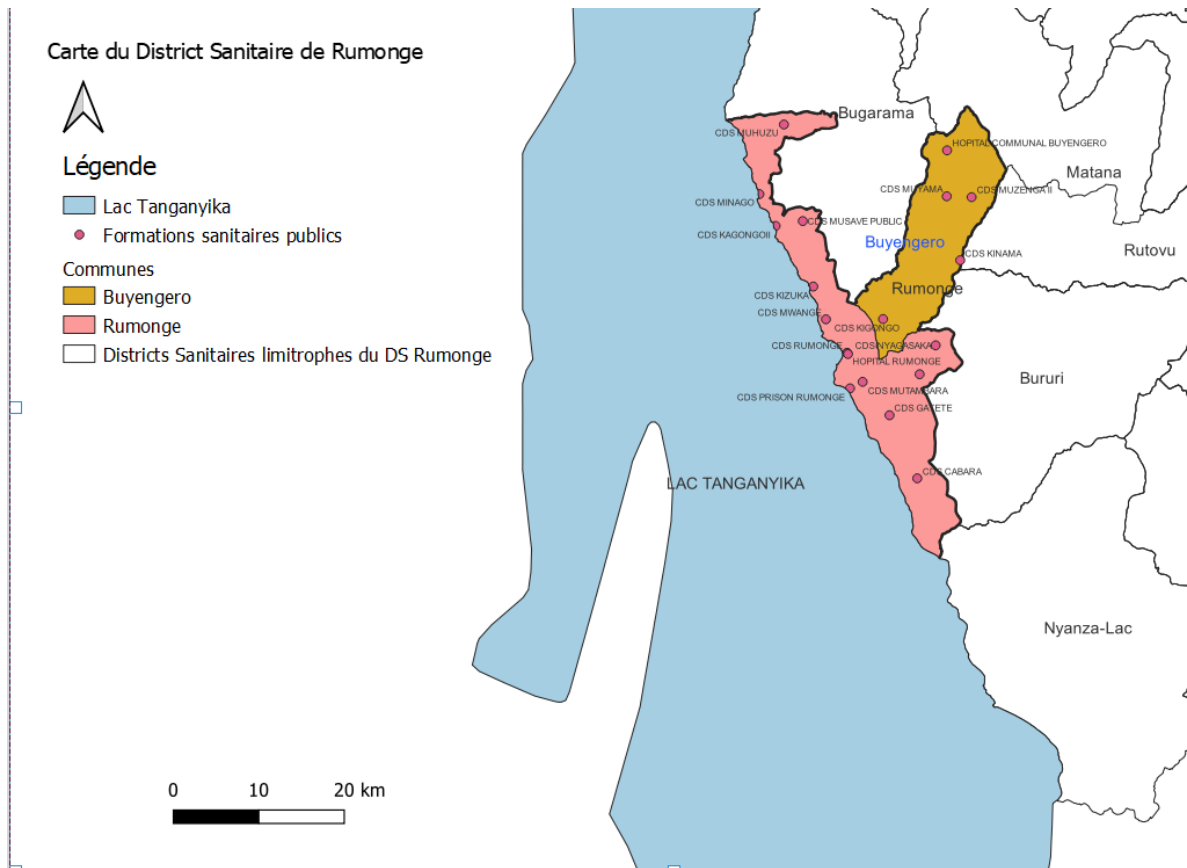 Carte du District Sanitaire de Rumonge
Légende
Lac Tanganyika
Formations sanitaires publics
Communes
Buyengero
Rumonge
Districts Sanitaires limitrophes du DS Rumonge
0 10 20 km
Bugarama
CDS MUHUZU
HOPITAL COMMUNAL BUYENGERO
Matana
CDS MUYAMA
CDS MUZENGA II
CDS MINAGO
CDS MUSAVE PUBLIC
CDS KAGONGOII
Buyengero
Rutovu
CDS KINAMA
CDS KIZUKA
Rumonge
CDS MWANGE
CDS KIGONGO
CDS RUMONGE
CDS NYAGASAKA
HOPITAL RUMONGE
Bururi
CDS MUTAMBARA
CDS PRISON RUMONGE
CDS GATETE
CDS CABARA
LAC TANGANYIKA
Nyanza-Lac